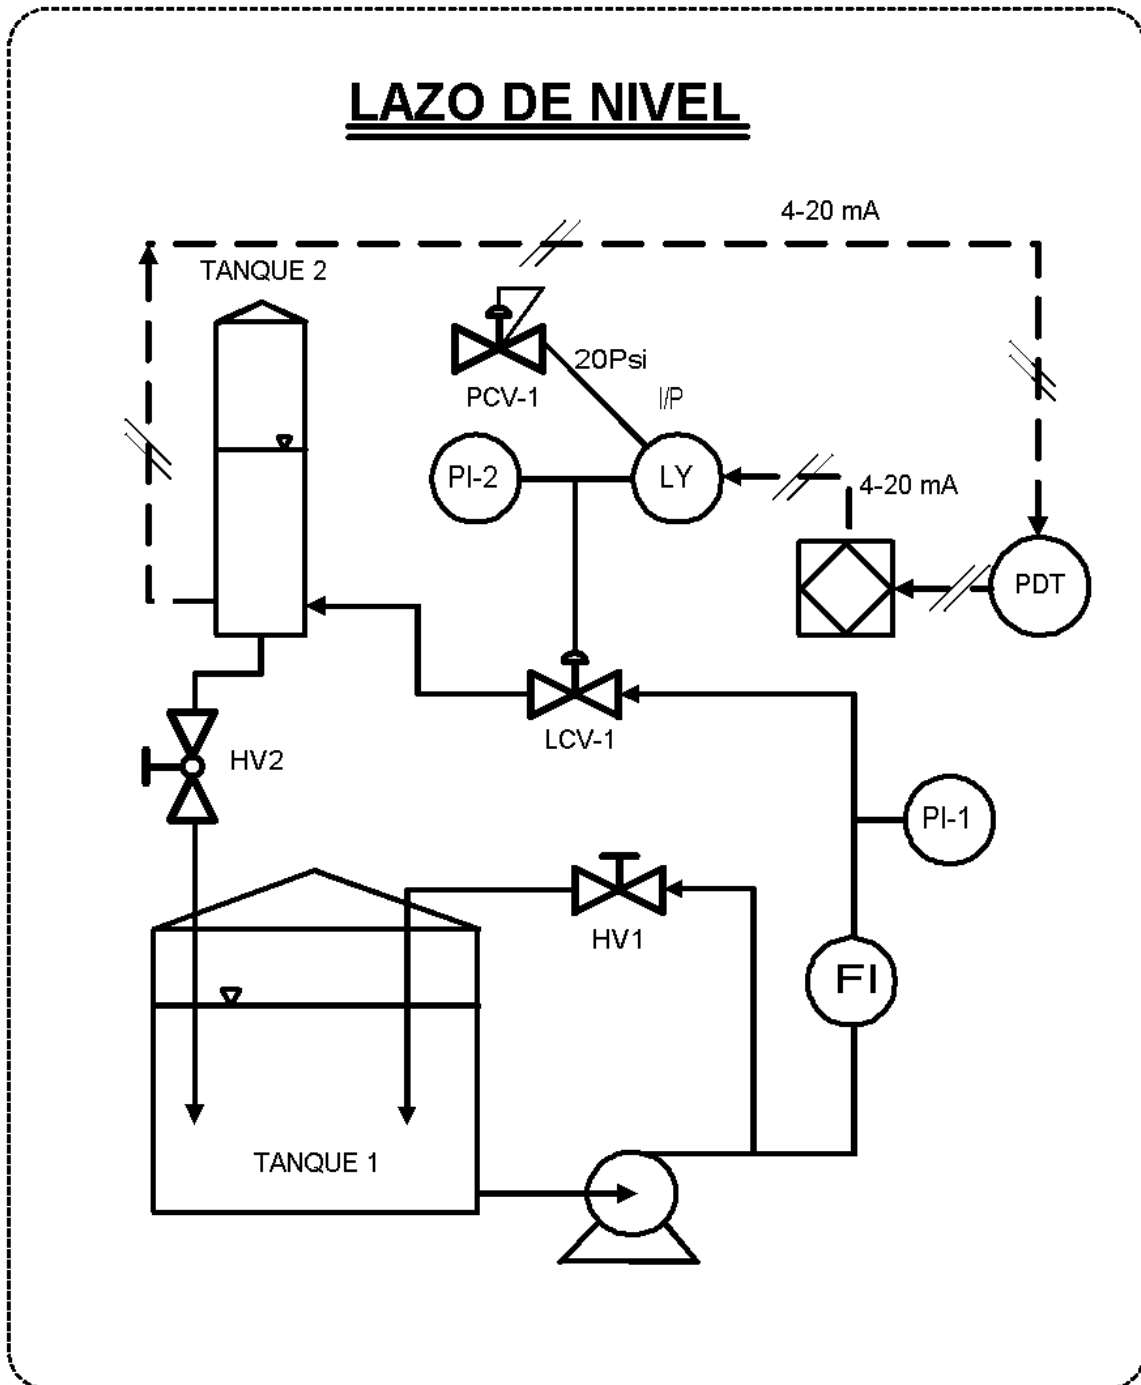 LAZO DE NIVEL
4-20 mA
TANQUE 2
20Psi
PCV-1
I/P
PI-2
LY
4-20 mA
PDT
LCV-1
HV2
PI-1
HV1
FI
TANQUE 1